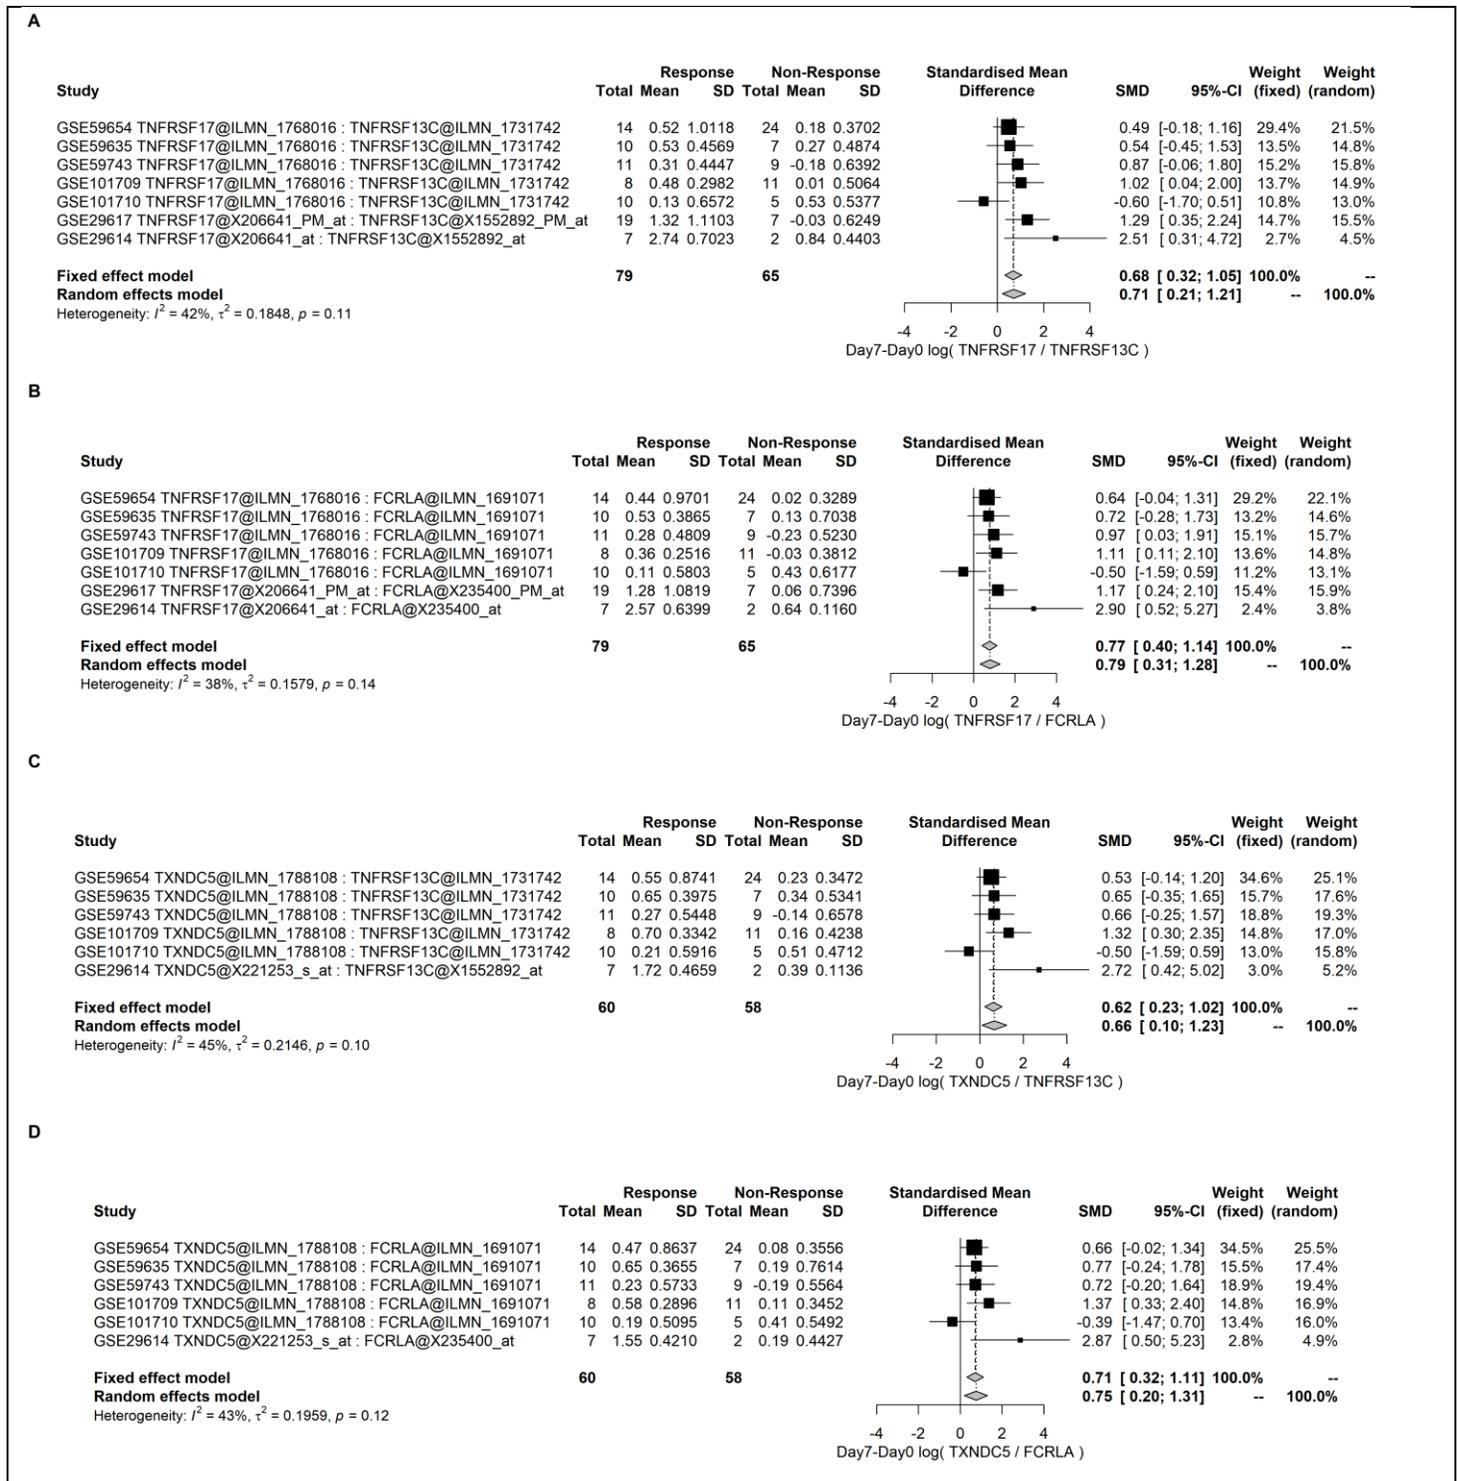 A
Response Non-Response Standardised Mean Weight Weight
Study Total Mean SD Total Mean SD Difference SMD 95%-CI (fixed) (random)
GSE59654 TNFRSF17@ILMN_1768016 : TNFRSF13C@ILMN_1731742 14 0.52 1.0118 24 0.18 0.3702 0.49 [-0.18; 1.16] 29.4% 21.5%
GSE59635 TNFRSF17@ILMN_1768016 : TNFRSF13C@ILMN_1731742 10 0.53 0.4569 7 0.27 0.4874 0.54 [-0.45; 1.53] 13.5% 14.8%
GSE59743 TNFRSF17@ILMN_1768016 : TNFRSF13C@ILMN_1731742 11 0.31 0.4447 9 -0.18 0.6392 0.87 [-0.06; 1.80] 15.2% 15.8%
GSE101709 TNFRSF17@ILMN_1768016 : TNFRSF13C@ILMN_1731742 8 0.48 0.2982 11 0.01 0.5064 1.02 [ 0.04; 2.00] 13.7% 14.9%
GSE101710 TNFRSF17@ILMN_1768016 : TNFRSF13C@ILMN_1731742 10 0.13 0.6572 5 0.53 0.5377 -0.60 [-1.70; 0.51] 10.8% 13.0%
GSE29617 TNFRSF17@X206641_PM_at : TNFRSF13C@X1552892_PM_at 19 1.32 1.1103 7 -0.03 0.6249 1.29 [ 0.35; 2.24] 14.7% 15.5%
GSE29614 TNFRSF17@X206641_at : TNFRSF13C@X1552892_at 7 2.74 0.7023 2 0.84 0.4403 2.51 [ 0.31; 4.72] 2.7% 4.5%
Fixed effect model 79 65 0.68 [ 0.32; 1.05] 100.0% --
Random effects model 0.71 [ 0.21; 1.21] -- 100.0%
Heterogeneity: I² = 42%, τ² = 0.1848, p = 0.11
-4 -2 0 2 4
Day7-Day0 log( TNFRSF17 / TNFRSF13C )
B
Response Non-Response Standardised Mean Weight Weight
Study Total Mean SD Total Mean SD Difference SMD 95%-CI (fixed) (random)
GSE59654 TNFRSF17@ILMN_1768016 : FCRLA@ILMN_1691071 14 0.44 0.9701 24 0.02 0.3289 0.64 [-0.04; 1.31] 29.2% 22.1%
GSE59635 TNFRSF17@ILMN_1768016 : FCRLA@ILMN_1691071 10 0.53 0.3865 7 0.13 0.7038 0.72 [-0.28; 1.73] 13.2% 14.6%
GSE59743 TNFRSF17@ILMN_1768016 : FCRLA@ILMN_1691071 11 0.28 0.4809 9 -0.23 0.5230 0.97 [ 0.03; 1.91] 15.1% 15.7%
GSE101709 TNFRSF17@ILMN_1768016 : FCRLA@ILMN_1691071 8 0.36 0.2516 11 -0.03 0.3812 1.11 [ 0.11; 2.10] 13.6% 14.8%
GSE101710 TNFRSF17@ILMN_1768016 : FCRLA@ILMN_1691071 10 0.11 0.5803 5 0.43 0.6177 -0.50 [-1.59; 0.59] 11.2% 13.1%
GSE29617 TNFRSF17@X206641_PM_at : FCRLA@X235400_PM_at 19 1.28 1.0819 7 0.06 0.7396 1.17 [ 0.24; 2.10] 15.4% 15.9%
GSE29614 TNFRSF17@X206641_at : FCRLA@X235400_at 7 2.57 0.6399 2 0.64 0.1160 2.90 [ 0.52; 5.27] 2.4% 3.8%
Fixed effect model 79 65 0.77 [ 0.40; 1.14] 100.0% --
Random effects model 0.79 [ 0.31; 1.28] -- 100.0%
Heterogeneity: I² = 38%, τ² = 0.1579, p = 0.14
-4 -2 0 2 4
Day7-Day0 log( TNFRSF17 / FCRLA )
C
Response Non-Response Standardised Mean Weight Weight
Study Total Mean SD Total Mean SD Difference SMD 95%-CI (fixed) (random)
GSE59654 TXNDC5@ILMN_1788108 : TNFRSF13C@ILMN_1731742 14 0.55 0.8741 24 0.23 0.3472 0.53 [-0.14; 1.20] 34.6% 25.1%
GSE59635 TXNDC5@ILMN_1788108 : TNFRSF13C@ILMN_1731742 10 0.65 0.3975 7 0.34 0.5341 0.65 [-0.35; 1.65] 15.7% 17.6%
GSE59743 TXNDC5@ILMN_1788108 : TNFRSF13C@ILMN_1731742 11 0.27 0.5448 9 -0.14 0.6578 0.66 [-0.25; 1.57] 18.8% 19.3%
GSE101709 TXNDC5@ILMN_1788108 : TNFRSF13C@ILMN_1731742 8 0.70 0.3342 11 0.16 0.4238 1.32 [ 0.30; 2.35] 14.8% 17.0%
GSE101710 TXNDC5@ILMN_1788108 : TNFRSF13C@ILMN_1731742 10 0.21 0.5916 5 0.51 0.4712 -0.50 [-1.59; 0.59] 13.0% 15.8%
GSE29614 TXNDC5@X221253_s_at : TNFRSF13C@X1552892_at 7 1.72 0.4659 2 0.39 0.1136 2.72 [ 0.42; 5.02] 3.0% 5.2%
Fixed effect model 60 58 0.62 [ 0.23; 1.02] 100.0% --
Random effects model 0.66 [ 0.10; 1.23] -- 100.0%
Heterogeneity: I² = 45%, τ² = 0.2146, p = 0.10
-4 -2 0 2 4
Day7-Day0 log( TXNDC5 / TNFRSF13C )
D
Response Non-Response Standardised Mean Weight Weight
Study Total Mean SD Total Mean SD Difference SMD 95%-CI (fixed) (random)
GSE59654 TXNDC5@ILMN_1788108 : FCRLA@ILMN_1691071 14 0.47 0.8637 24 0.08 0.3556 0.66 [-0.02; 1.34] 34.5% 25.5%
GSE59635 TXNDC5@ILMN_1788108 : FCRLA@ILMN_1691071 10 0.65 0.3655 7 0.19 0.7614 0.77 [-0.24; 1.78] 15.5% 17.4%
GSE59743 TXNDC5@ILMN_1788108 : FCRLA@ILMN_1691071 11 0.23 0.5733 9 -0.19 0.5564 0.72 [-0.20; 1.64] 18.9% 19.4%
GSE101709 TXNDC5@ILMN_1788108 : FCRLA@ILMN_1691071 8 0.58 0.2896 11 0.11 0.3452 1.37 [ 0.33; 2.40] 14.8% 16.9%
GSE101710 TXNDC5@ILMN_1788108 : FCRLA@ILMN_1691071 10 0.19 0.5095 5 0.41 0.5492 -0.39 [-1.47; 0.70] 13.4% 16.0%
GSE29614 TXNDC5@X221253_s_at : FCRLA@X235400_at 7 1.55 0.4210 2 0.19 0.4427 2.87 [ 0.50; 5.23] 2.8% 4.9%
Fixed effect model 60 58 0.71 [ 0.32; 1.11] 100.0% --
Random effects model 0.75 [ 0.20; 1.31] -- 100.0%
Heterogeneity: I² = 43%, τ² = 0.1959, p = 0.12
-4 -2 0 2 4
Day7-Day0 log( TXNDC5 / FCRLA )